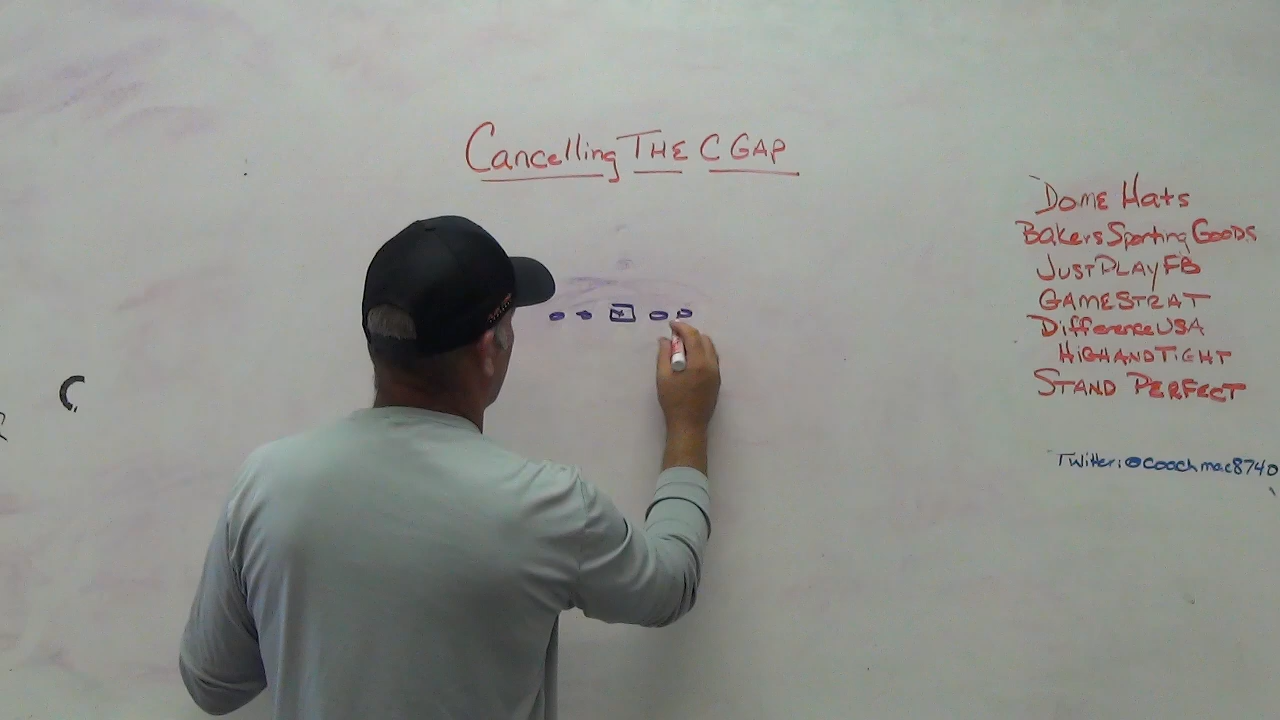 Cancelling THE C GAP
Dome Hats
Bakers Sporting Goods
JustPlayFB
GAMESTRAT
DifferenceUSA
HIGHANDTIGHT
STAND PERFECT
Twitter:@coachmac8740
C